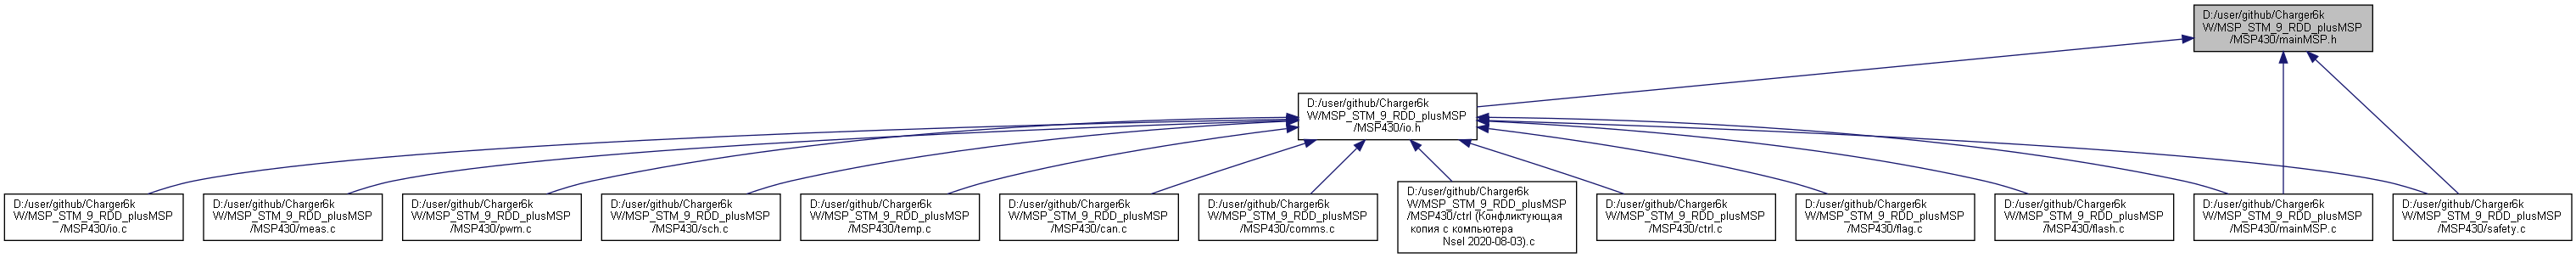 D:/user/github/Charger6k
W/MSP_STM_9_RDD_plusMSP
/MSP430/mainMSP.h
D:/user/github/Charger6k
W/MSP_STM_9_RDD_plusMSP
/MSP430/io.h
D:/user/github/Charger6k
W/MSP_STM_9_RDD_plusMSP
/MSP430/io.c
D:/user/github/Charger6k
W/MSP_STM_9_RDD_plusMSP
/MSP430/meas.c
D:/user/github/Charger6k
W/MSP_STM_9_RDD_plusMSP
/MSP430/pwm.c
D:/user/github/Charger6k
W/MSP_STM_9_RDD_plusMSP
/MSP430/sch.c
D:/user/github/Charger6k
W/MSP_STM_9_RDD_plusMSP
/MSP430/temp.c
D:/user/github/Charger6k
W/MSP_STM_9_RDD_plusMSP
/MSP430/can.c
D:/user/github/Charger6k
W/MSP_STM_9_RDD_plusMSP
/MSP430/comms.c
D:/user/github/Charger6k
W/MSP_STM_9_RDD_plusMSP
/MSP430/ctrl (Конфликтующая
копия с компьютера
Nsel 2020-08-03).c
D:/user/github/Charger6k
W/MSP_STM_9_RDD_plusMSP
/MSP430/ctrl.c
D:/user/github/Charger6k
W/MSP_STM_9_RDD_plusMSP
/MSP430/flag.c
D:/user/github/Charger6k
W/MSP_STM_9_RDD_plusMSP
/MSP430/flash.c
D:/user/github/Charger6k
W/MSP_STM_9_RDD_plusMSP
/MSP430/mainMSP.c
D:/user/github/Charger6k
W/MSP_STM_9_RDD_plusMSP
/MSP430/safety.c